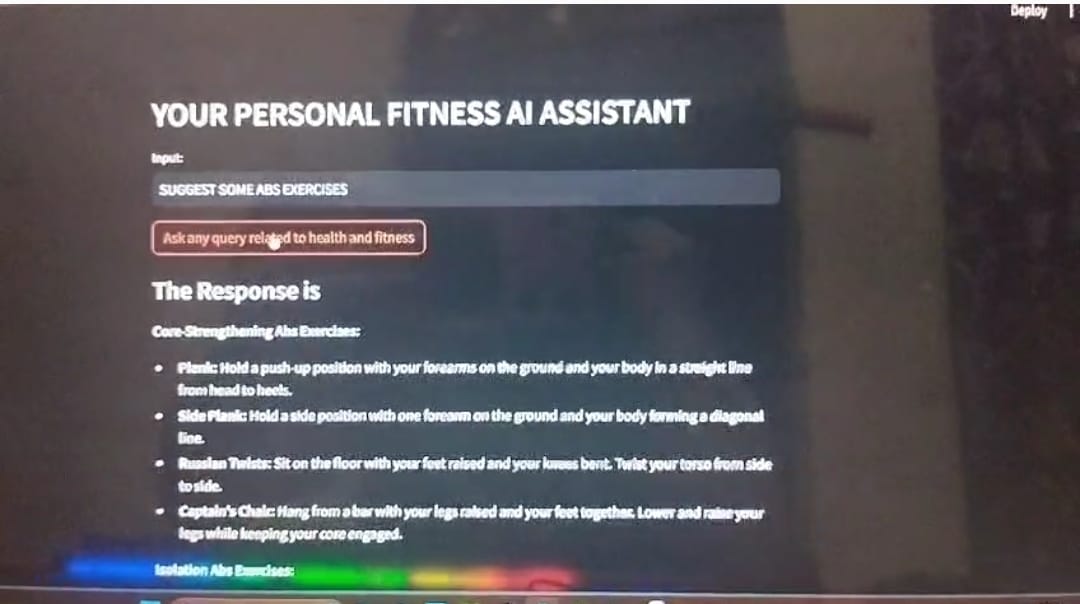 Deploy
YOUR PERSONAL FITNESS AI ASSISTANT
Input:
SUGGEST SOME ABS EXERCISES
Ask any query related to health and fitness
The Response is
Core-Strengthening Abs Exercises:
• Plank: Hold a push-up position with your forearms on the ground and your body in a straight line
from head to heels.
• Side Plank: Hold a side position with one forearm on the ground and your body forming a diagonal
line.
• Russian Twists: Sit on the floor with your feet raised and your knees bent. Twist your torso from side
to side.
• Captain's Chair: Hang from a bar with your legs raised and your feet together. Lower and raise your
legs while keeping your core engaged.
Isolation Abs Exercises: